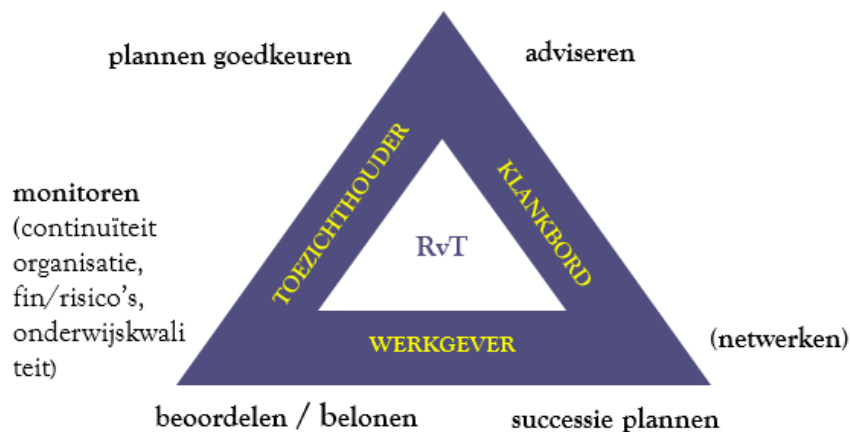 plannen goedkeuren
adviseren
TOEZICHTHOUDER
KLANKBORD
monitoren
(continuïteit
organisatie,
fin/risico's,
onderwijskwali
teit)
RvT
WERKGEVER
(netwerken)
beoordelen / belonen
successie plannen